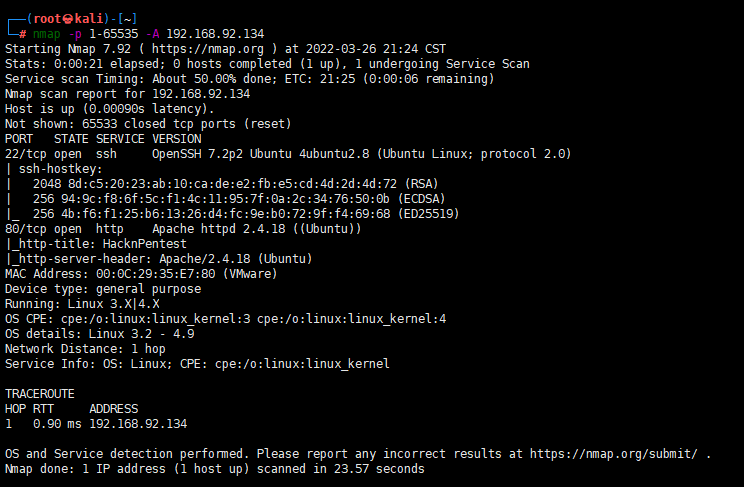 ┌──(root㉿kali)-[~]
└─# nmap -p 1-65535 -A 192.168.92.134
Starting Nmap 7.92 ( https://nmap.org ) at 2022-03-26 21:24 CST
Stats: 0:00:21 elapsed; 0 hosts completed (1 up), 1 undergoing Service Scan
Service scan Timing: About 50.00% done; ETC: 21:25 (0:00:06 remaining)
Nmap scan report for 192.168.92.134
Host is up (0.00090s latency).
Not shown: 65533 closed tcp ports (reset)
PORT   STATE SERVICE VERSION
22/tcp open  ssh     OpenSSH 7.2p2 Ubuntu 4ubuntu2.8 (Ubuntu Linux; protocol 2.0)
| ssh-hostkey:
|   2048 8d:c5:20:23:ab:10:ca:de:e2:fb:e5:cd:4d:2d:4d:72 (RSA)
|   256 94:9c:f8:6f:5c:f1:4c:11:95:7f:0a:2c:34:76:50:0b (ECDSA)
|_  256 4b:f6:f1:25:b6:13:26:d4:fc:9e:b0:72:9f:f4:69:68 (ED25519)
80/tcp open  http    Apache httpd 2.4.18 ((Ubuntu))
|_http-title: HacknPentest
|_http-server-header: Apache/2.4.18 (Ubuntu)
MAC Address: 00:0C:29:35:E7:80 (VMware)
Device type: general purpose
Running: Linux 3.X|4.X
OS CPE: cpe:/o:linux:linux_kernel:3 cpe:/o:linux:linux_kernel:4
OS details: Linux 3.2 - 4.9
Network Distance: 1 hop
Service Info: OS: Linux; CPE: cpe:/o:linux:linux_kernel

TRACEROUTE
HOP RTT     ADDRESS
1   0.90 ms 192.168.92.134

OS and Service detection performed. Please report any incorrect results at https://nmap.org/submit/ .
Nmap done: 1 IP address (1 host up) scanned in 23.57 seconds